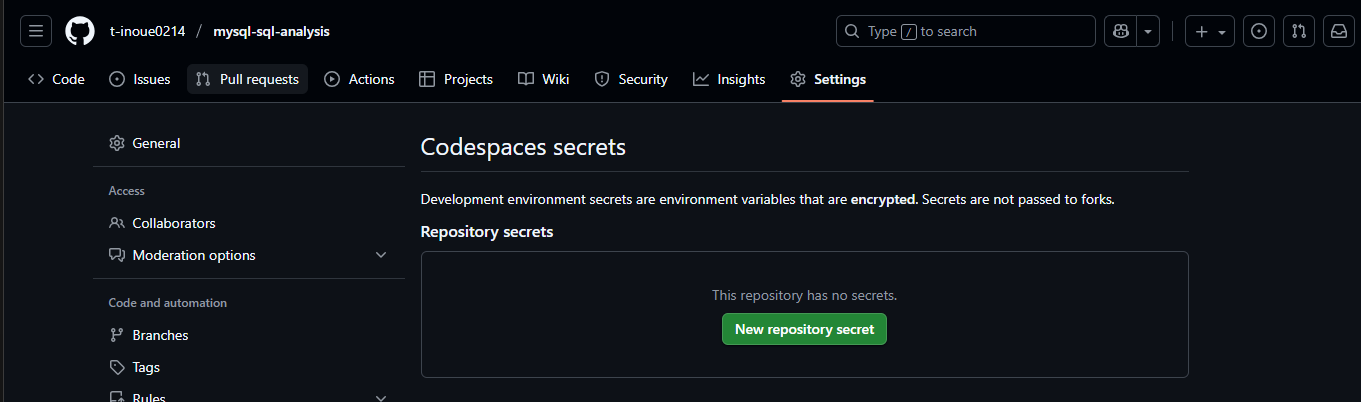 t-inoue0214 / mysql-sql-analysis
Type / to search
Code Issues Pull requests Actions Projects Wiki Security Insights Settings
General
Access
Collaborators
Moderation options
Code and automation
Branches
Tags
Rules
Codespaces secrets
Development environment secrets are environment variables that are encrypted. Secrets are not passed to forks.
Repository secrets
This repository has no secrets.
New repository secret